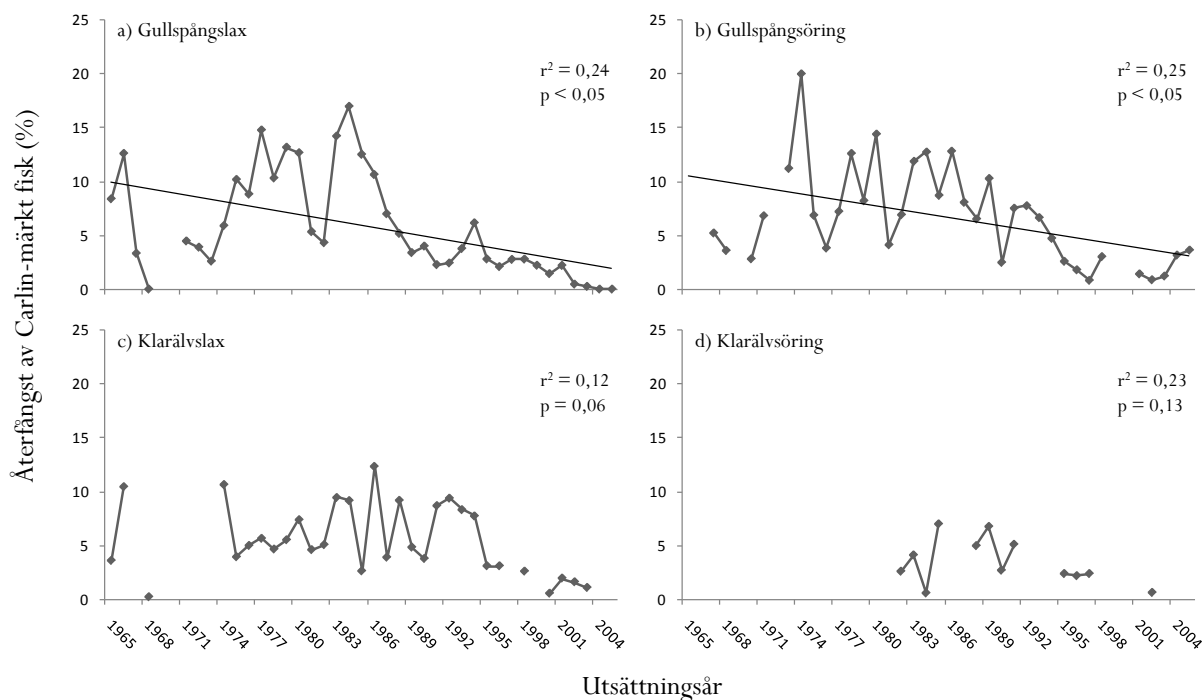 Återfångst av Carlin-märkt fisk (%)
a) Gullspångslax
r² = 0,24
p < 0,05
25
20
15
10
5
0
b) Gullspångsöring
r² = 0,25
p < 0,05
25
20
15
10
5
0
c) Klarälvslax
r² = 0,12
p = 0,06
25
20
15
10
5
0
1965 1968 1971 1974 1977 1980 1983 1986 1989 1992 1995 1998 2001 2004
d) Klarälvsöring
r² = 0,23
p = 0,13
25
20
15
10
5
0
1965 1968 1971 1974 1977 1980 1983 1986 1989 1992 1995 1998 2001 2004
Utsättningsår